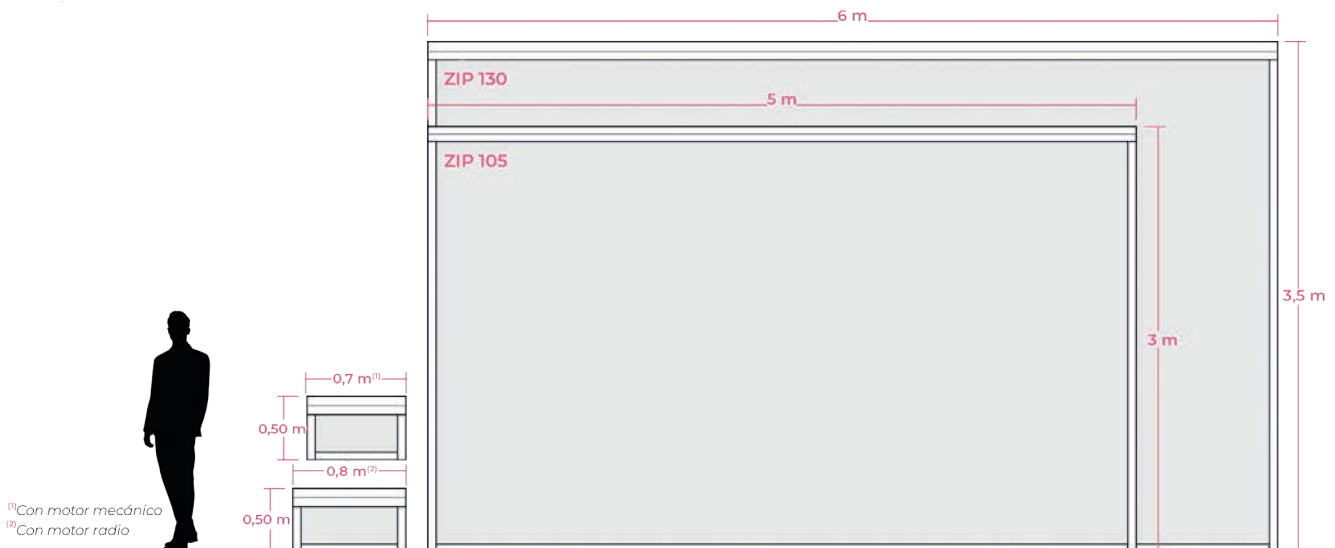 6 m
ZIP 130
5 m
ZIP 105
3,5 m
3 m
0,7 m⁽¹⁾
0,50 m
0,8 m⁽²⁾
0,50 m
⁽¹⁾Con motor mecánico
⁽²⁾Con motor radio